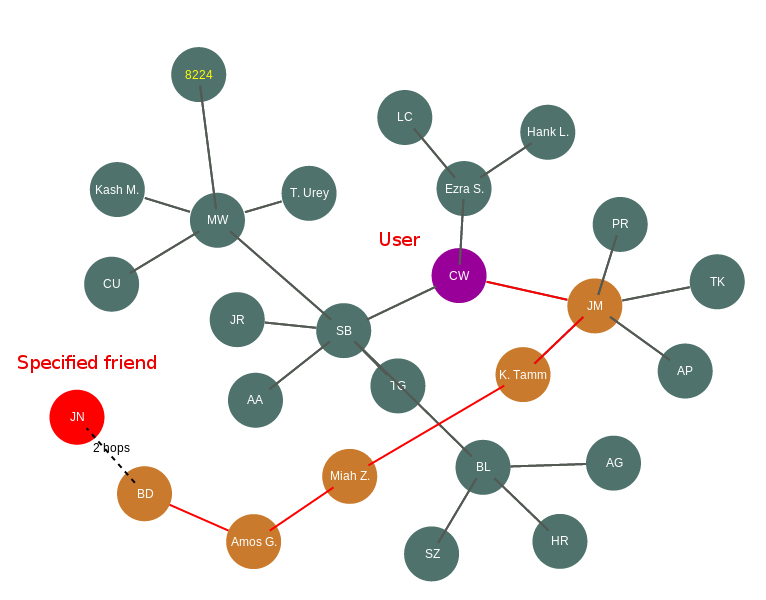 8224
LC
Hank L.
Kash M.
T. Urey
Ezra S.
MW
PR
User
CU
CW
TK
JR
JM
SB
Specified friend
AP
K. Tamm
TG
AA
JN
2 hops
AG
BL
Miah Z.
BD
Amos G.
HR
SZ